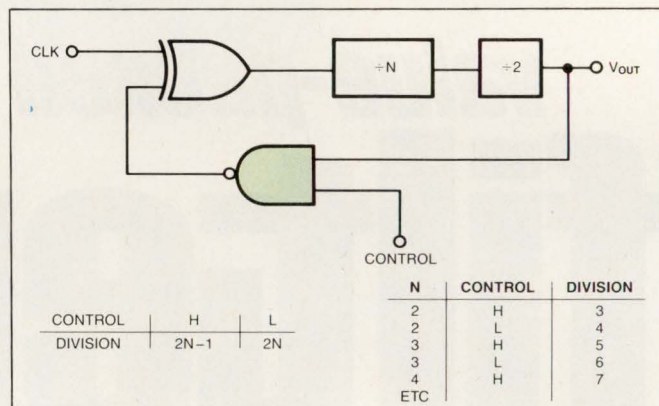 CLK
÷N
÷2
VOUT
CONTROL
CONTROL H L
DIVISION 2N–1 2N
N CONTROL DIVISION
2 H 3
2 L 4
3 H 5
3 L 6
4 H 7
ETC